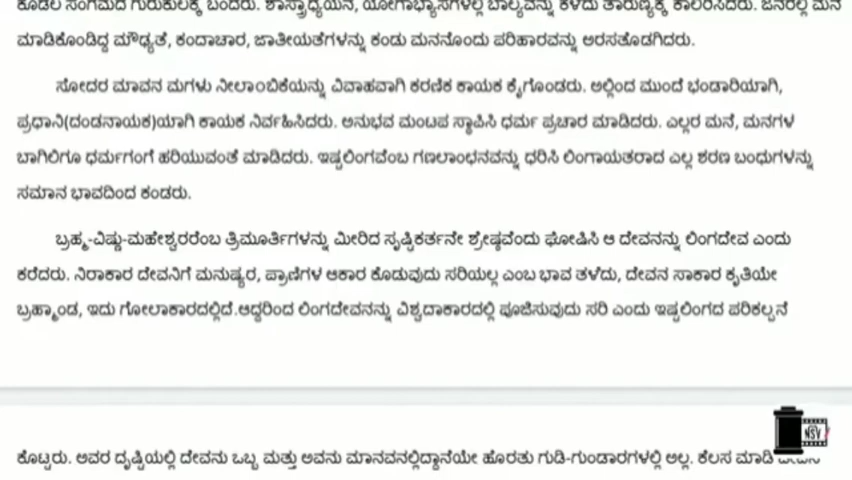 ಕೂಡಲ ಸಂಗಮದ ಗುರುಕುಲಕ್ಕೆ ಬಂದರು. ಶಾಸ್ತ್ರಾಧ್ಯಯನ, ಯೋಗಾಭ್ಯಾಸಗಳಲ್ಲಿ ಬಾಲ್ಯವನ್ನು ಕಳೆದು ತಾರುಣ್ಯಕ್ಕೆ ಕಾಲಿರಿಸಿದರು. ಜನರಲ್ಲಿ ಮನೆ
ಮಾಡಿಕೊಂಡಿದ್ದ ಮೌಢ್ಯತೆ, ಕಂದಾಚಾರ, ಜಾತೀಯತೆಗಳನ್ನು ಕಂಡು ಮನನೊಂದು ಪರಿಹಾರವನ್ನು ಅರಸತೊಡಗಿದರು.
ಸೋದರ ಮಾವನ ಮಗಳು ನೀಲಾಂಬಿಕೆಯನ್ನು ವಿವಾಹವಾಗಿ ಕರಣಿಕ ಕಾಯಕ ಕೈಗೊಂಡರು. ಅಲ್ಲಿಂದ ಮುಂದೆ ಭಂಡಾರಿಯಾಗಿ,
ಪ್ರಧಾನಿ(ದಂಡನಾಯಕ)ಯಾಗಿ ಕಾಯಕ ನಿರ್ವಹಿಸಿದರು. ಅನುಭವ ಮಂಟಪ ಸ್ಥಾಪಿಸಿ ಧರ್ಮ ಪ್ರಚಾರ ಮಾಡಿದರು. ಎಲ್ಲರ ಮನೆ, ಮನಗಳ
ಬಾಗಿಲಿಗೂ ಧರ್ಮಗಂಗೆ ಹರಿಯುವಂತೆ ಮಾಡಿದರು. ಇಷ್ಟಲಿಂಗವೆಂಬ ಗಣಲಾಂಛನವನ್ನು ಧರಿಸಿ ಲಿಂಗಾಯತರಾದ ಎಲ್ಲ ಶರಣ ಬಂಧುಗಳನ್ನು
ಸಮಾನ ಭಾವದಿಂದ ಕಂಡರು.
ಬ್ರಹ್ಮ-ವಿಷ್ಣು-ಮಹೇಶ್ವರರೆಂಬ ತ್ರಿಮೂರ್ತಿಗಳನ್ನು ಮೀರಿದ ಸೃಷ್ಟಿಕರ್ತನೇ ಶ್ರೇಷ್ಠವೆಂದು ಘೋಷಿಸಿ ಆ ದೇವನನ್ನು ಲಿಂಗದೇವ ಎಂದು
ಕರೆದರು. ನಿರಾಕಾರ ದೇವನಿಗೆ ಮನುಷ್ಯರ, ಪ್ರಾಣಿಗಳ ಆಕಾರ ಕೊಡುವುದು ಸರಿಯಲ್ಲ ಎಂಬ ಭಾವ ತಳೆದು, ದೇವನ ಸಾಕಾರ ಕೃತಿಯೇ
ಬ್ರಹ್ಮಾಂಡ, ಇದು ಗೋಲಾಕಾರದಲ್ಲಿದೆ.ಆದ್ದರಿಂದ ಲಿಂಗದೇವನನ್ನು ವಿಶ್ವದಾಕಾರದಲ್ಲಿ ಪೂಜಿಸುವುದು ಸರಿ ಎಂದು ಇಷ್ಟಲಿಂಗದ ಪರಿಕಲ್ಪನೆ
ಕೊಟ್ಟರು. ಅವರ ದೃಷ್ಟಿಯಲ್ಲಿ ದೇವನು ಒಬ್ಬ ಮತ್ತು ಅವನು ಮಾನವನಲ್ಲಿದ್ದಾನೆಯೇ ಹೊರತು ಗುಡಿ-ಗುಂಡಾರಗಳಲ್ಲಿ ಅಲ್ಲ. ಕೆಲಸ ಮಾಡಿ
NSV